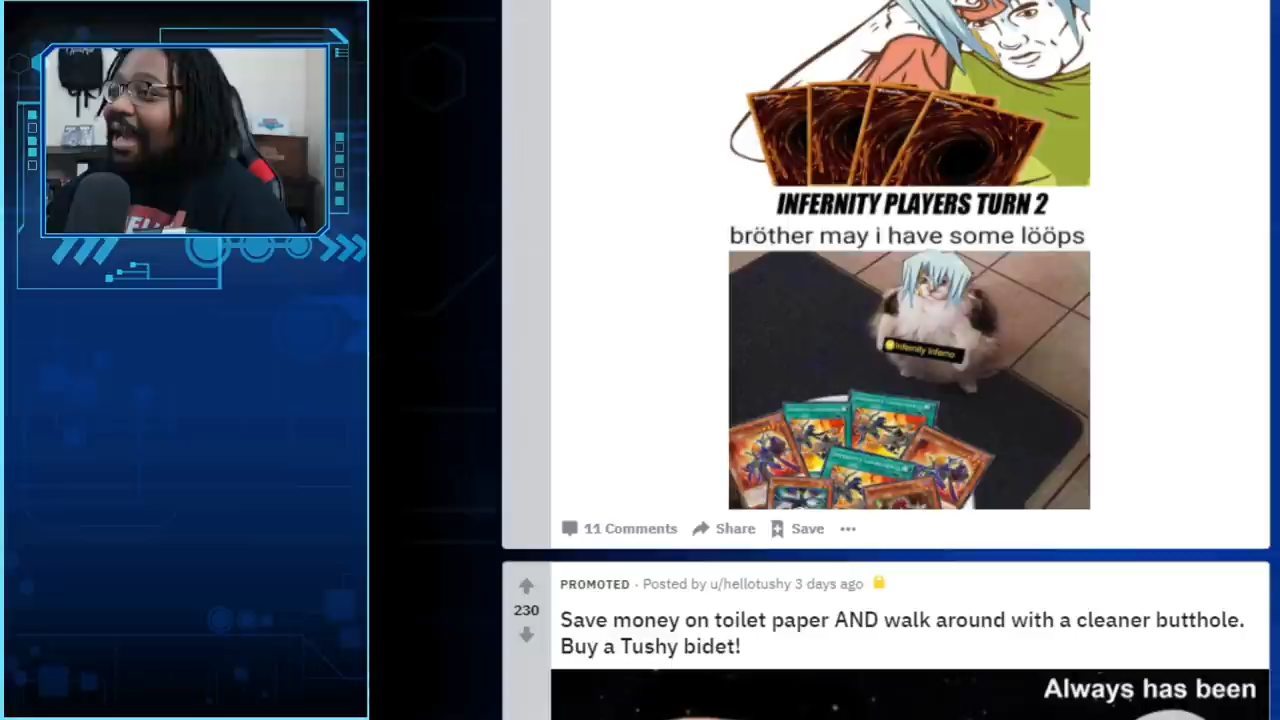 INFERNITY PLAYERS TURN 2
bröther may i have some lööps
Infernity Inferno
11 Comments Share Save ...
PROMOTED · Posted by u/hellotushy 3 days ago
230
Save money on toilet paper AND walk around with a cleaner butthole.
Buy a Tushy bidet!
Always has been